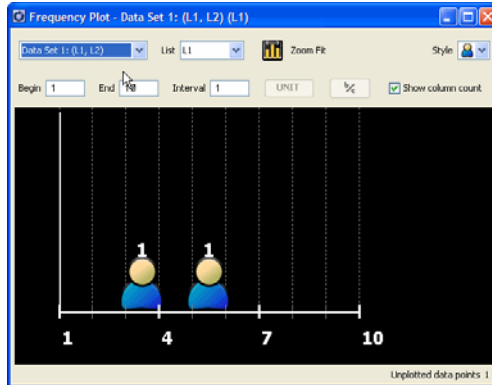 Frequency Plot - Data Set 1: (L1, L2) (L1)
Data Set 1: (L1, L2) List L1 Zoom Fit Style
Begin 1 End Interval 1 UNIT b/c Show column count
1 1
1 4 7 10
Unplotted data points 1